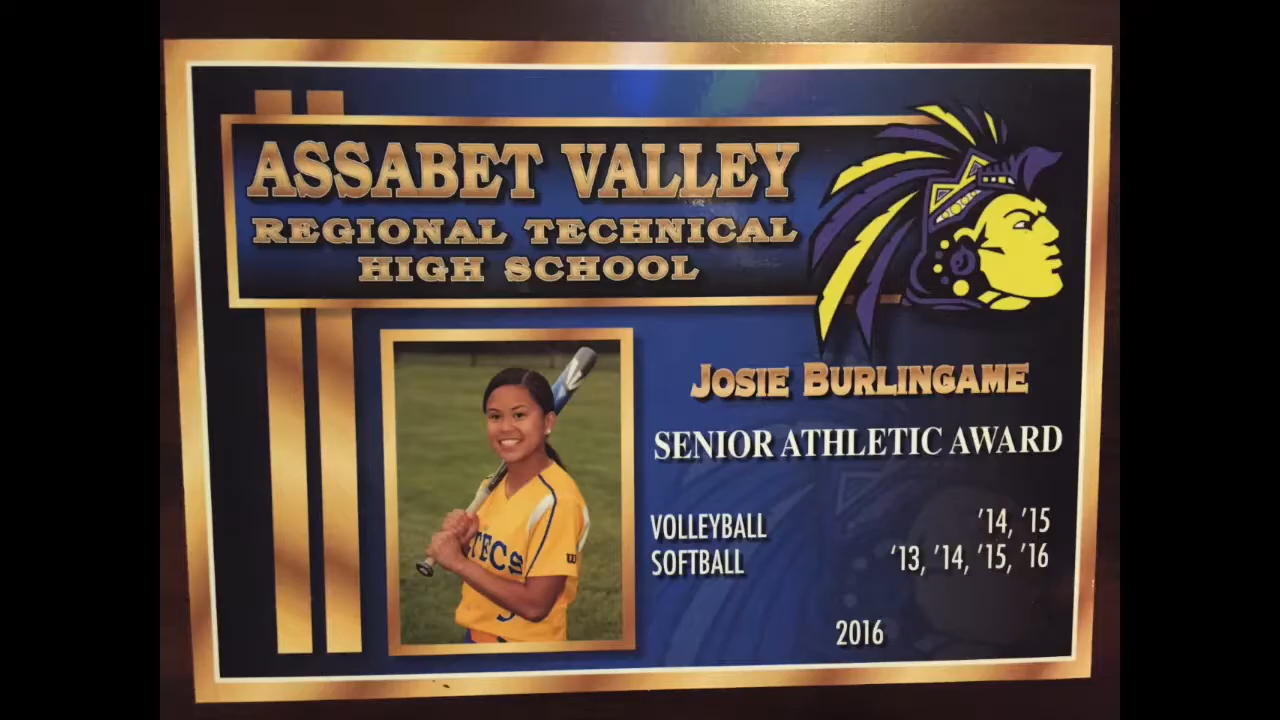 ASSABET VALLEY
REGIONAL TECHNICAL
HIGH SCHOOL
JOSIE BURLINGAME
SENIOR ATHLETIC AWARD
VOLLEYBALL '14, '15
SOFTBALL '13, '14, '15, '16
2016
TECS
W